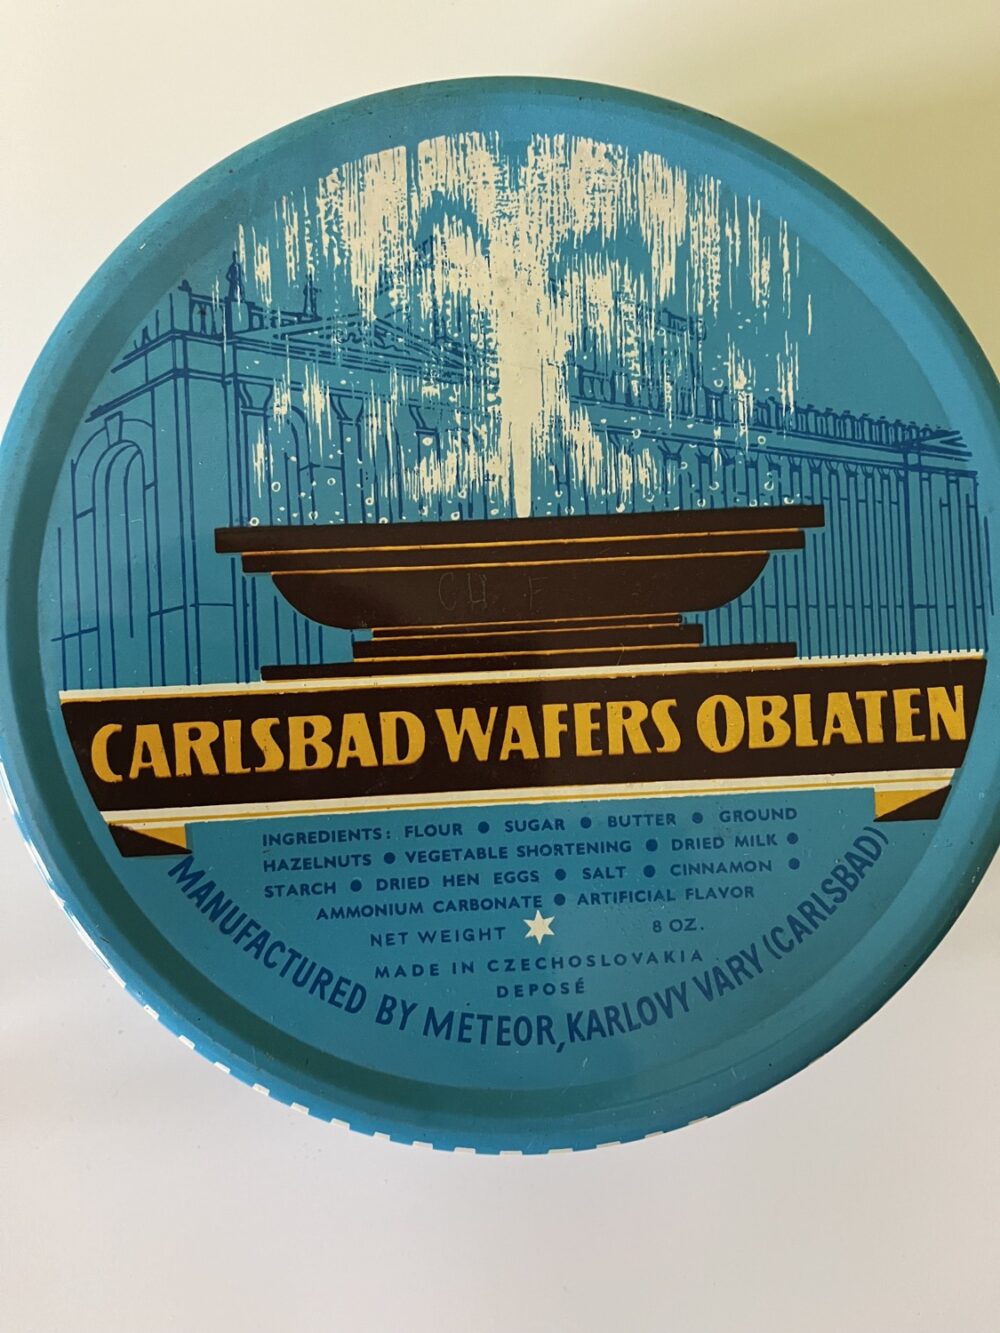 CH F
CARLSBAD WAFERS OBLATEN
INGREDIENTS: FLOUR ● SUGAR ● BUTTER ● GROUND
HAZELNUTS ● VEGETABLE SHORTENING ● DRIED MILK ●
STARCH ● DRIED HEN EGGS ● SALT ● CINNAMON ●
AMMONIUM CARBONATE ● ARTIFICIAL FLAVOR
NET WEIGHT 8 OZ.
MADE IN CZECHOSLOVAKIA
DEPOSÉ
MANUFACTURED BY METEOR, KARLOVY VARY (CARLSBAD)